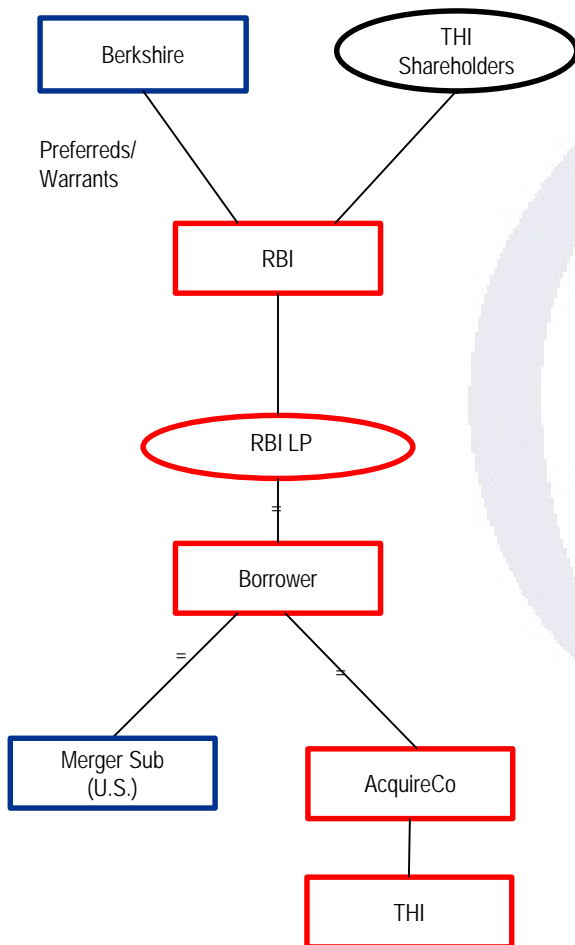 Berkshire
THI
Shareholders
Preferreds/
Warrants
RBI
RBI LP
=
Borrower
=
=
Merger Sub
(U.S.)
AcquireCo
THI